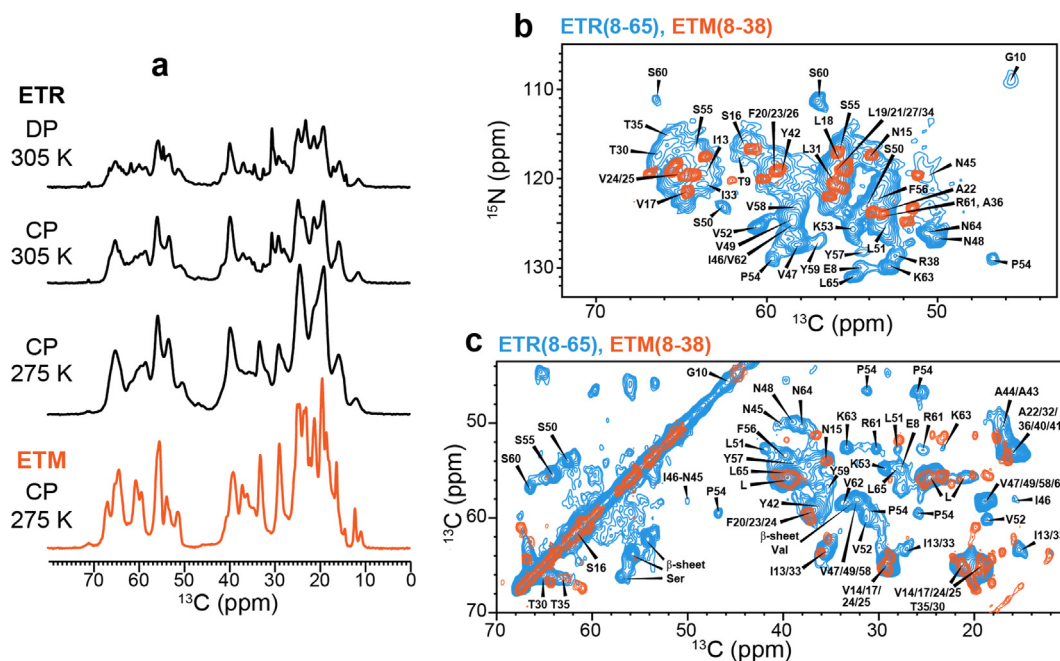 a
ETR
DP
305 K
CP
305 K
CP
275 K
ETM
CP
275 K
70 60 50 40 30 20 10 0
13C (ppm)
b
ETR(8-65), ETM(8-38)
G10
S60
S60
S55
S55
S16
F20/23/26
L18
L19/21/27/34
T35
I13
Y42
N15
T30
L31
S50
N45
V24/25
T9
I33
F56
A22
V17
V58
R61, A36
S50
V52
K53
N64
V49
L51
N48
I46/V62
Y57
Y59
E8
R38
P54
P54
V47
L65
K63
110
120
130
15N (ppm)
60 50
13C (ppm)
c
ETR(8-65), ETM(8-38)
G10
P54
P54
N48
N64
A44/A43
N45
K63
R61
L51
E8
R61
K63
A22/32/
36/40/41
S50
F56
N15
S55
L51
K53
S60
Y57
Y59
I46-N45
L65
L65
L
L
V47/49/58/6
P54
V62
Y42
P54
I46
F20/23/24
P54
V52
β-sheet
Val
V52
S16
β-sheet
Ser
I13/33
I13/33
I13/33
V47/49/58
T30
T35
V14/17/
24/25
V14/17/24/25
T35/30
50
60
70
13C (ppm)
70 60 50 40 30 20
13C (ppm)